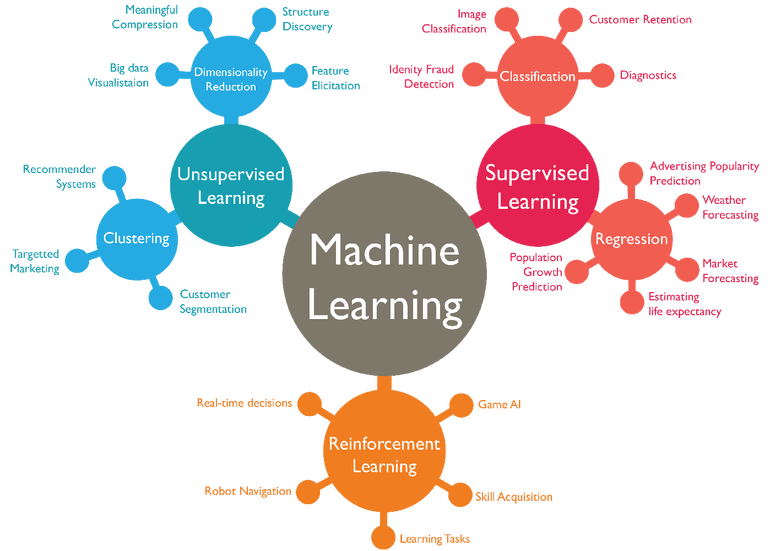 Meaningful
Compression
Structure
Discovery
Big data
Visualistaion
Dimensionality
Reduction
Feature
Elicitation
Unsupervised
Learning
Recommender
Systems
Clustering
Targetted
Marketing
Customer
Segmentation
Image
Classification
Customer Retention
Idenity Fraud
Detection
Classification
Diagnostics
Supervised
Learning
Advertising Popularity
Prediction
Weather
Forecasting
Regression
Population
Growth
Prediction
Market
Forecasting
Estimating
life expectancy
Machine
Learning
Real-time decisions
Game AI
Reinforcement
Learning
Robot Navigation
Skill Acquisition
Learning Tasks